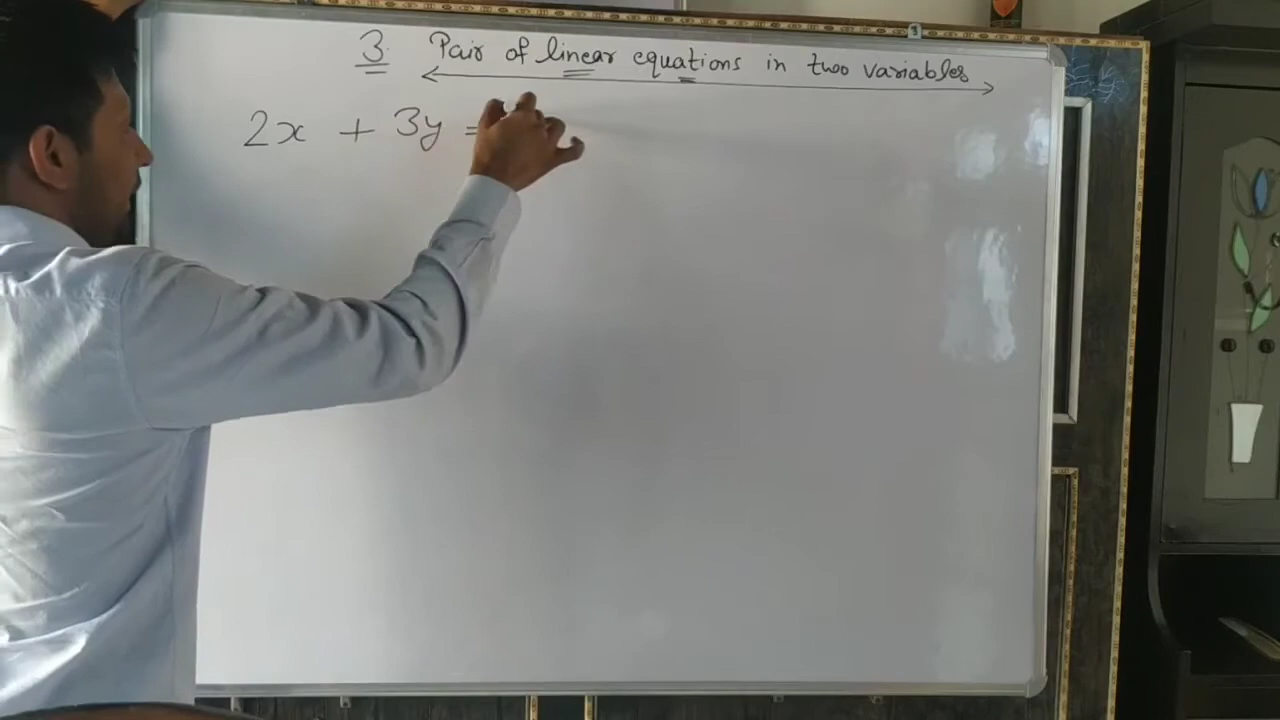 3. Pair of linear equations in two variables
2x + 3y =